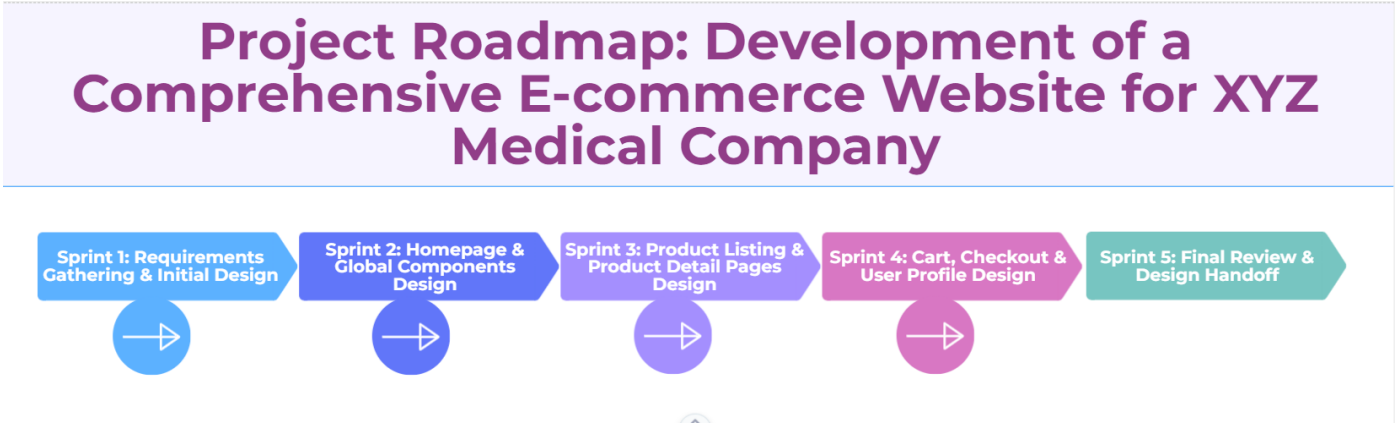 Project Roadmap: Development of a
Comprehensive E-commerce Website for XYZ
Medical Company
Sprint 1: Requirements
Gathering & Initial Design
Sprint 2: Homepage &
Global Components
Design
Sprint 3: Product Listing &
Product Detail Pages
Design
Sprint 4: Cart, Checkout &
User Profile Design
Sprint 5: Final Review &
Design Handoff